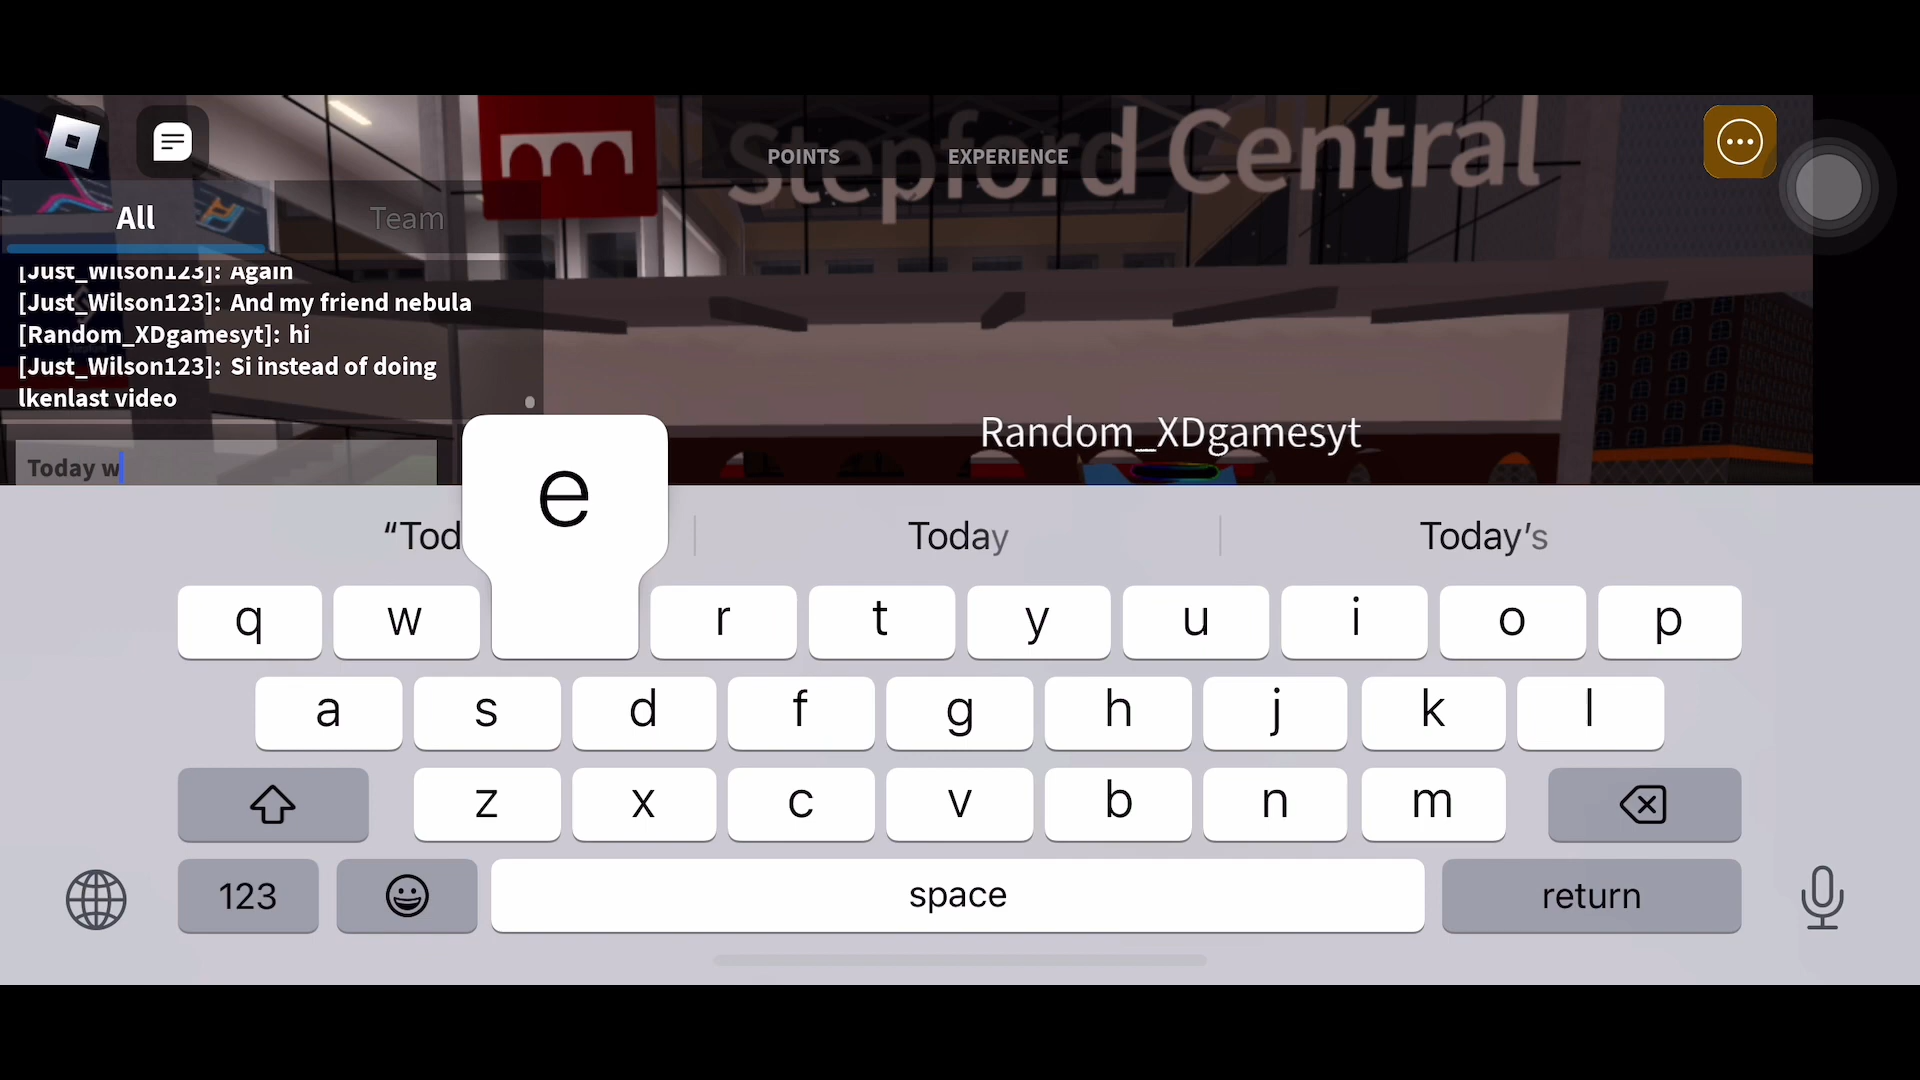 Stepford Central
POINTS
EXPERIENCE
All
Team
[Just_Wilson123]: Again
[Just_Wilson123]: And my friend nebula
[Random_XDgamesyt]: hi
[Just_Wilson123]: Si instead of doing
lkenlast video
Random_XDgamesyt
Today w
e
“Tod
Today
Today’s
q w r t y u i o p
a s d f g h j k l
z x c v b n m
123
space
return